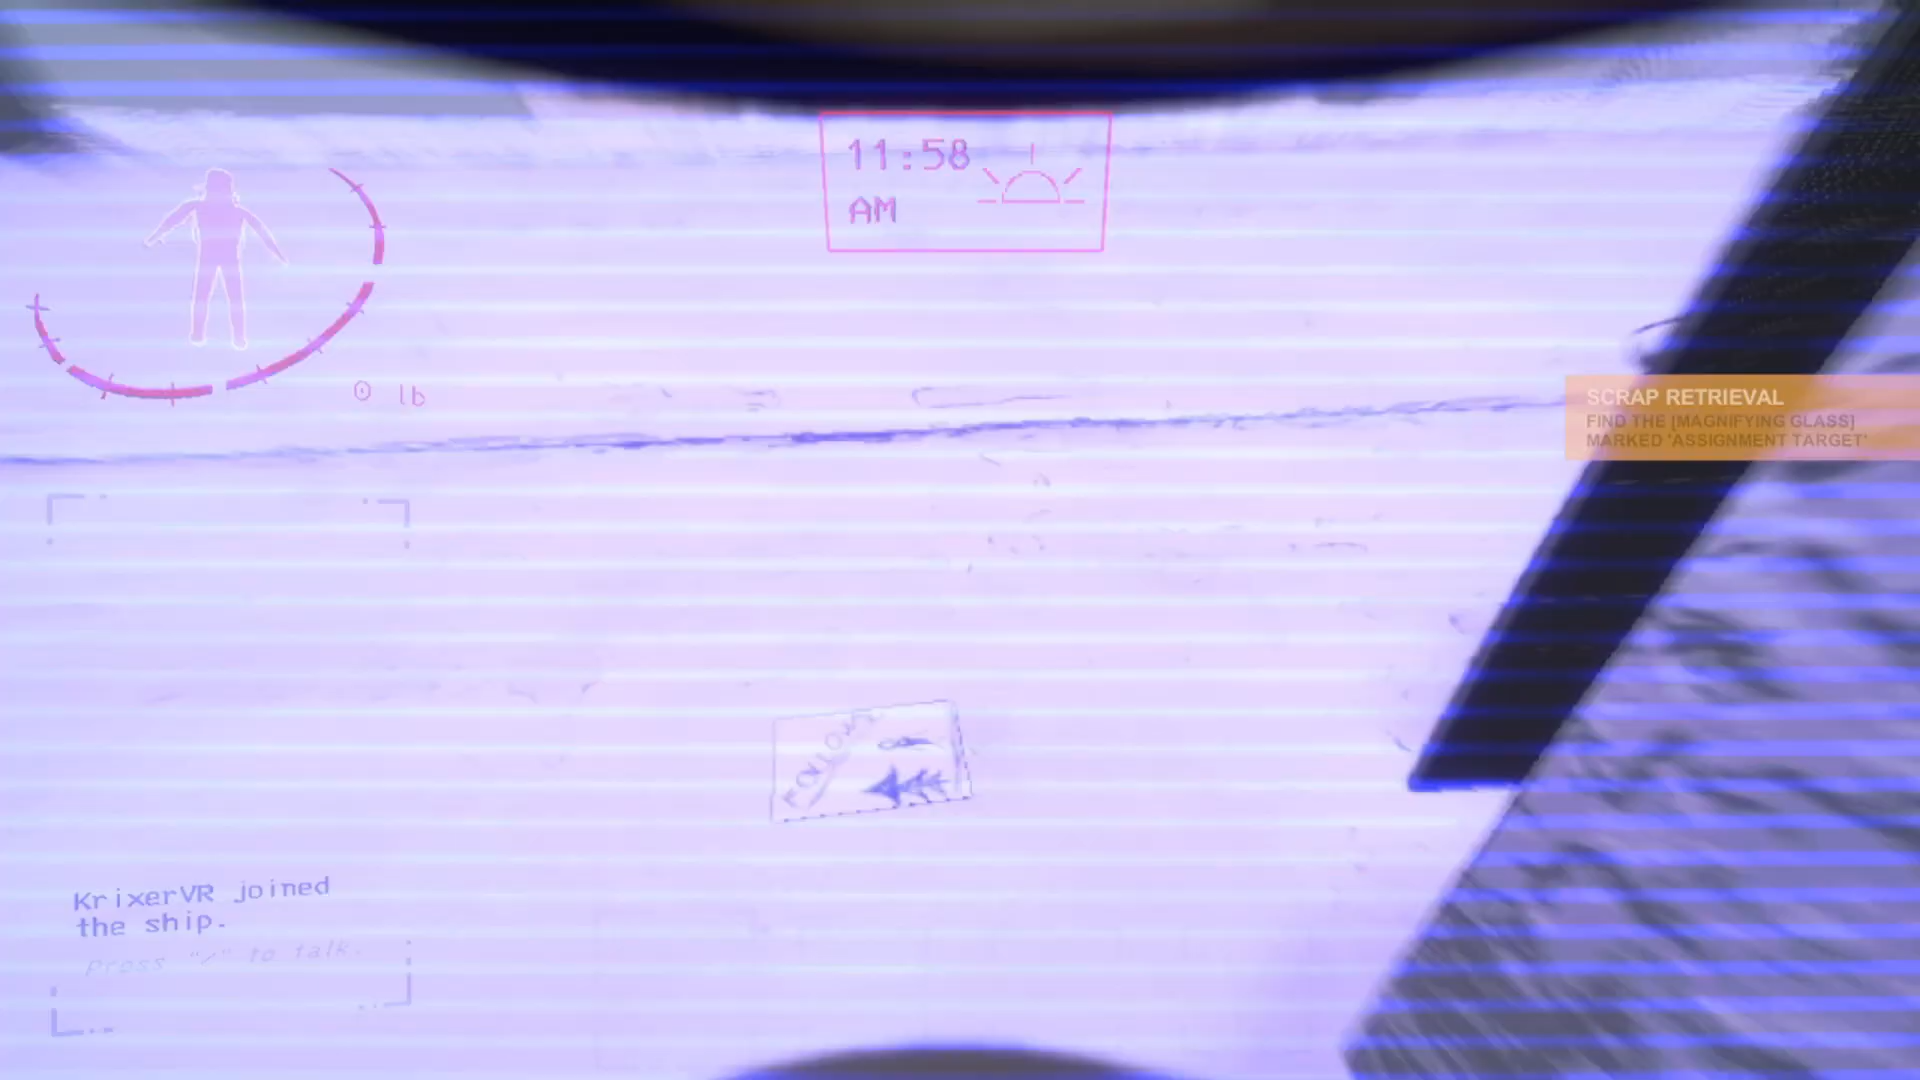 11:58
AM
0 lb
SCRAP RETRIEVAL
FIND THE [MAGNIFYING GLASS]
MARKED 'ASSIGNMENT TARGET'
KrixerVR joined
the ship.
Press "/" to talk.